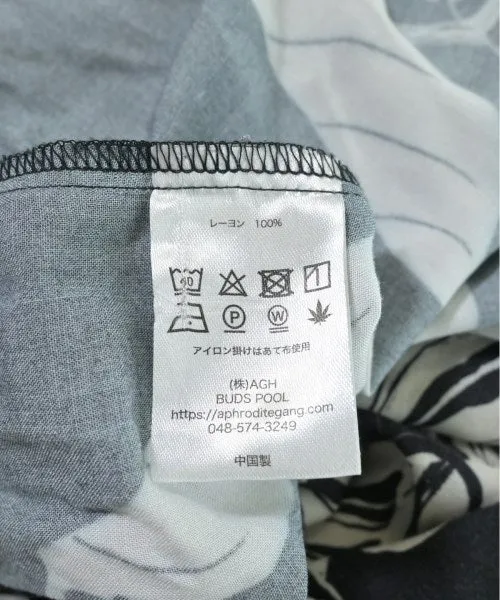 レーヨン 100%
40
P W
アイロン掛けはあて布使用
(株)AGH
BUDS POOL
https://aphroditegang.com
048-574-3249
中国製